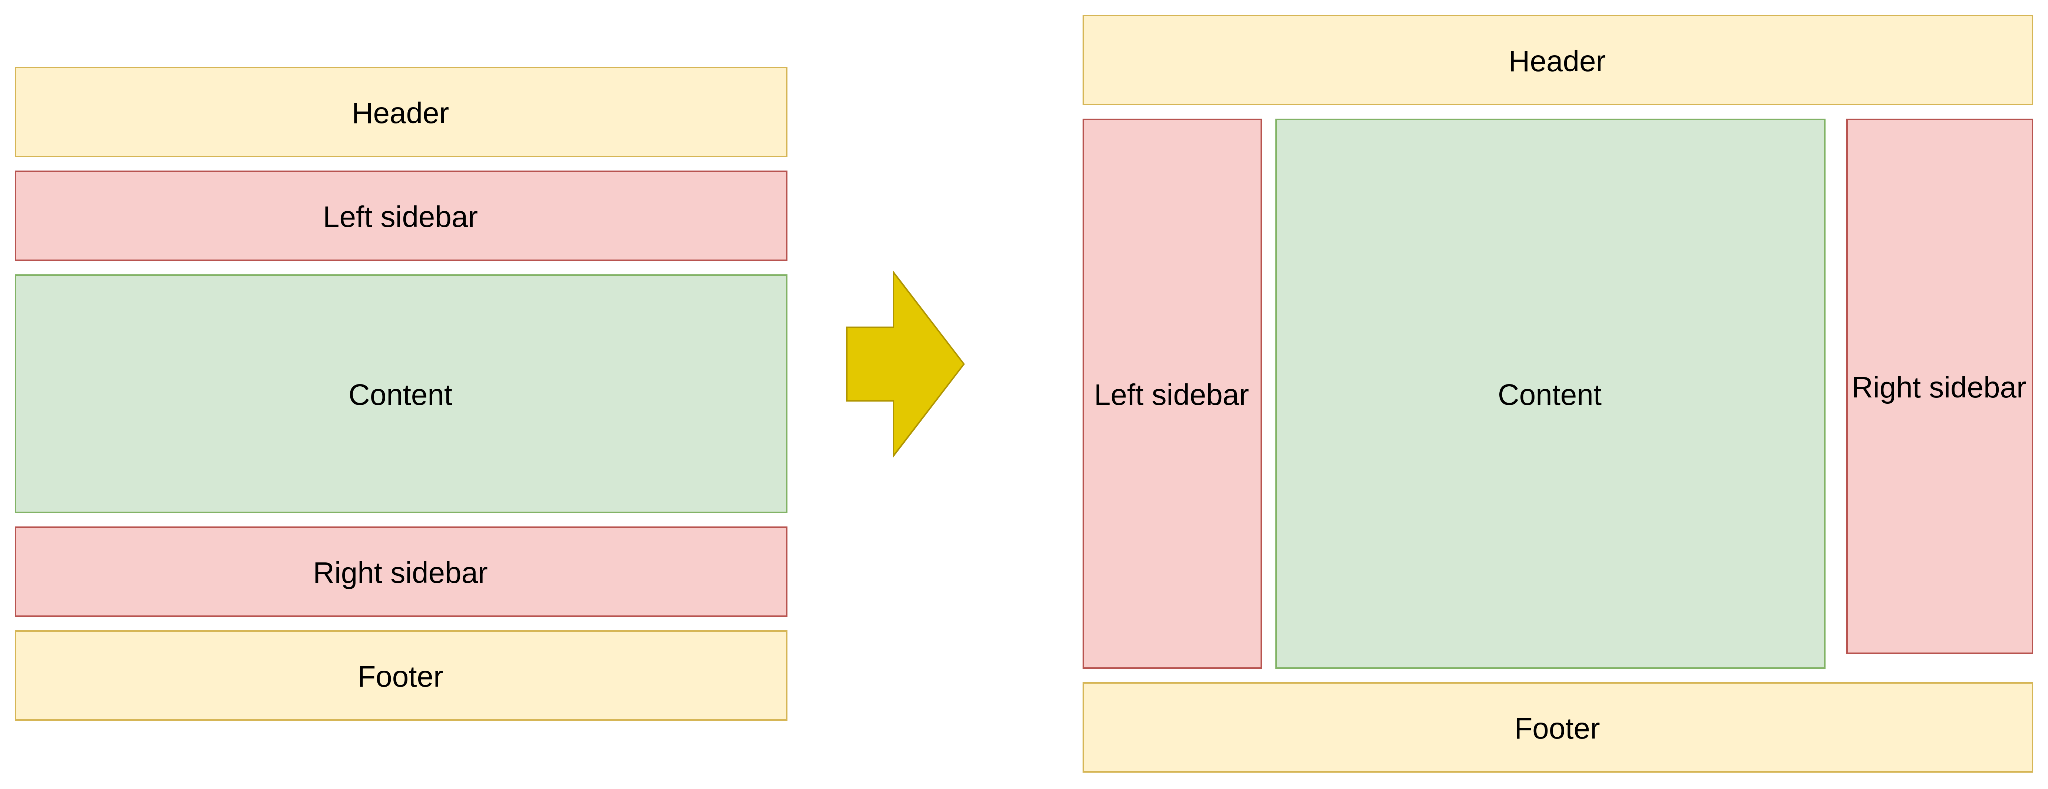 Header
Left sidebar
Content
Right sidebar
Footer
Header
Left sidebar
Content
Right sidebar
Footer